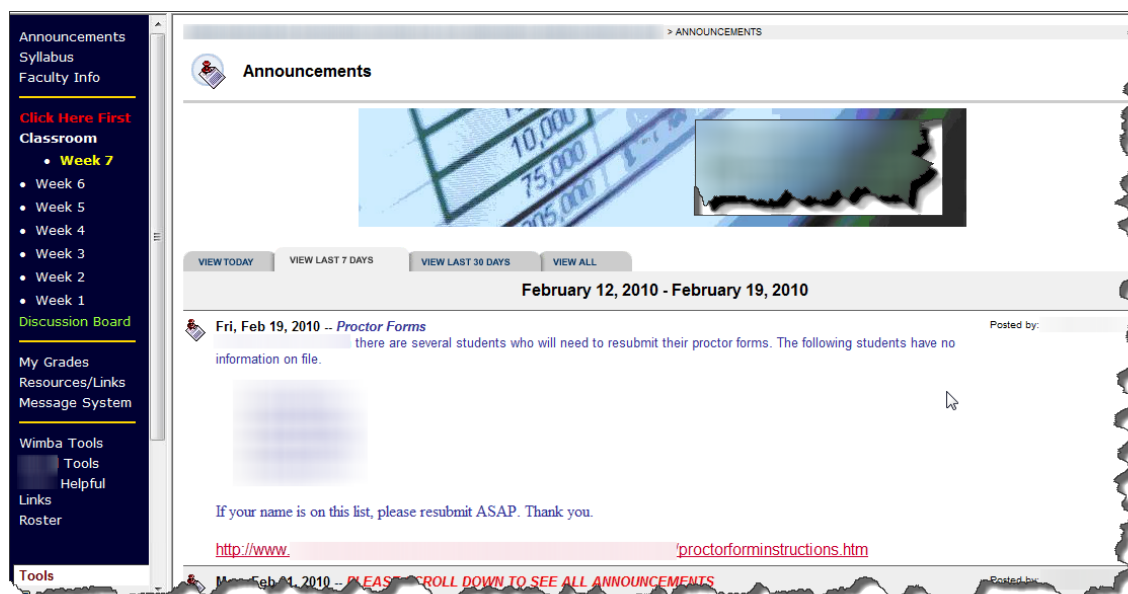 Announcements
Syllabus
Faculty Info
Click Here First
Classroom
• Week 7
• Week 6
• Week 5
• Week 4
• Week 3
• Week 2
• Week 1
Discussion Board
My Grades
Resources/Links
Message System
Wimba Tools
Tools
Helpful
Links
Roster
Tools
> ANNOUNCEMENTS
Announcements
10,000
75,000
VIEW TODAY VIEW LAST 7 DAYS VIEW LAST 30 DAYS VIEW ALL
February 12, 2010 - February 19, 2010
Fri, Feb 19, 2010 -- Proctor Forms Posted by:
there are several students who will need to resubmit their proctor forms. The following students have no
information on file.
If your name is on this list, please resubmit ASAP. Thank you.
http://www. /proctorforminstructions.htm
2010 -- PLEASE SCROLL DOWN TO SEE ALL ANNOUNCEMENTS Posted by: